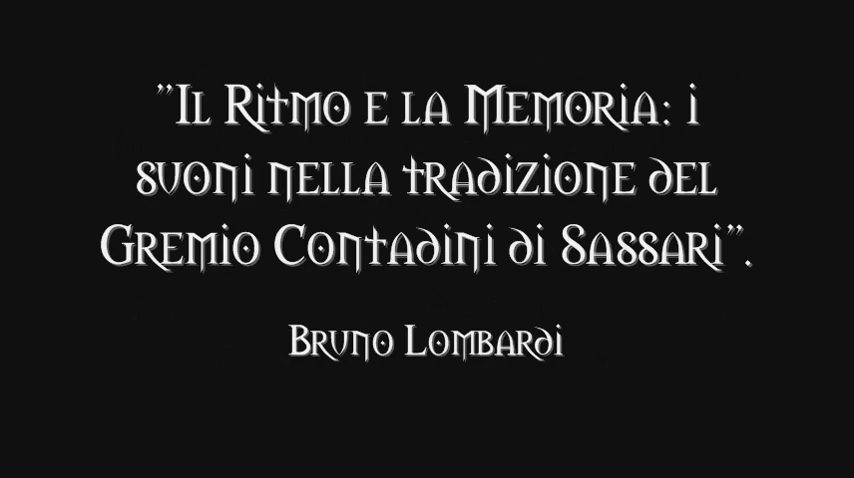 "Il Ritmo e la Memoria: i
suoni nella tradizione del
Gremio Contadini di Sassari".
Bruno Lombardi